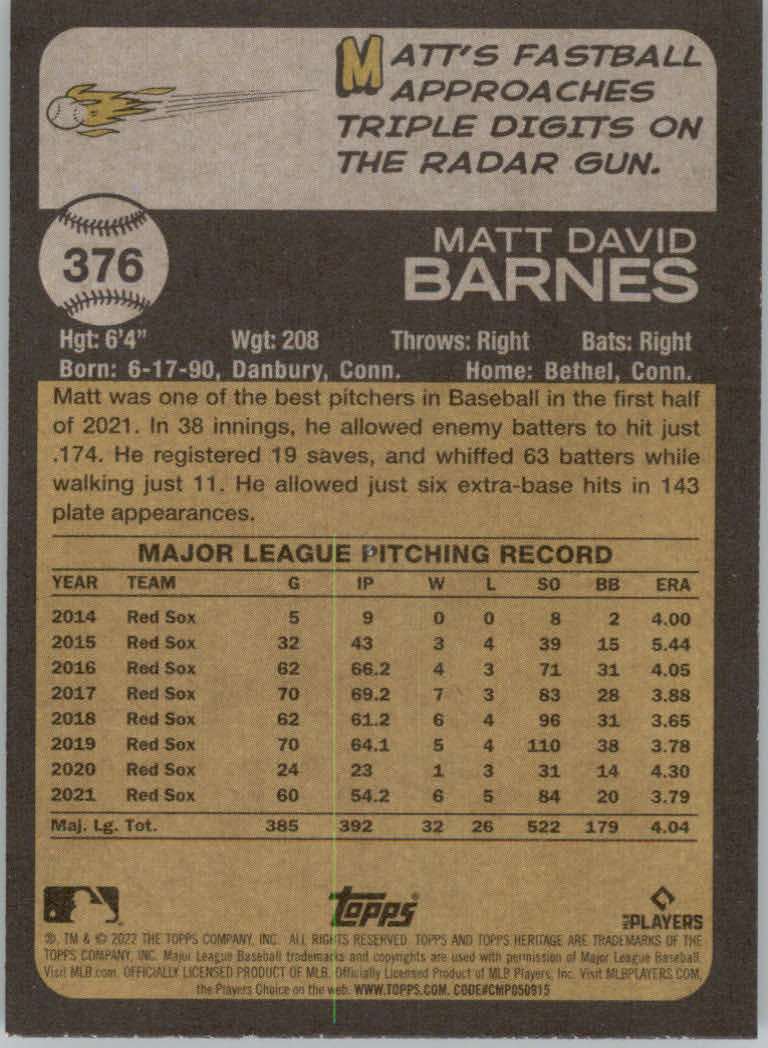 MATT'S FASTBALL
APPROACHES
TRIPLE DIGITS ON
THE RADAR GUN.
376
MATT DAVID
BARNES
Hgt: 6'4" Wgt: 208 Throws: Right Bats: Right
Born: 6-17-90, Danbury, Conn. Home: Bethel, Conn.
Matt was one of the best pitchers in Baseball in the first half
of 2021. In 38 innings, he allowed enemy batters to hit just
.174. He registered 19 saves, and whiffed 63 batters while
walking just 11. He allowed just six extra-base hits in 143
plate appearances.
MAJOR LEAGUE PITCHING RECORD
YEAR TEAM G IP W L SO BB ERA
2014 Red Sox 5 9 0 0 8 2 4.00
2015 Red Sox 32 43 3 4 39 15 5.44
2016 Red Sox 62 66.2 4 3 71 31 4.05
2017 Red Sox 70 69.2 7 3 83 28 3.88
2018 Red Sox 62 61.2 6 4 96 31 3.65
2019 Red Sox 70 64.1 5 4 110 38 3.78
2020 Red Sox 24 23 1 3 31 14 4.30
2021 Red Sox 60 54.2 6 5 84 20 3.79
Maj. Lg. Tot. 385 392 32 26 522 179 4.04
Topps® PLAYERS
®, TM & © 2022 THE TOPPS COMPANY, INC. ALL RIGHTS RESERVED. TOPPS AND TOPPS HERITAGE ARE TRADEMARKS OF THE
TOPPS COMPANY, INC. Major League Baseball trademarks and copyrights are used with permission of Major League Baseball.
Visit MLB.com. OFFICIALLY LICENSED PRODUCT OF MLB. Officially Licensed Product of MLB Players, Inc. Visit MLBPLAYERS.COM,
the Players Choice on the web. WWW.TOPPS.COM. CODE#CMP050915